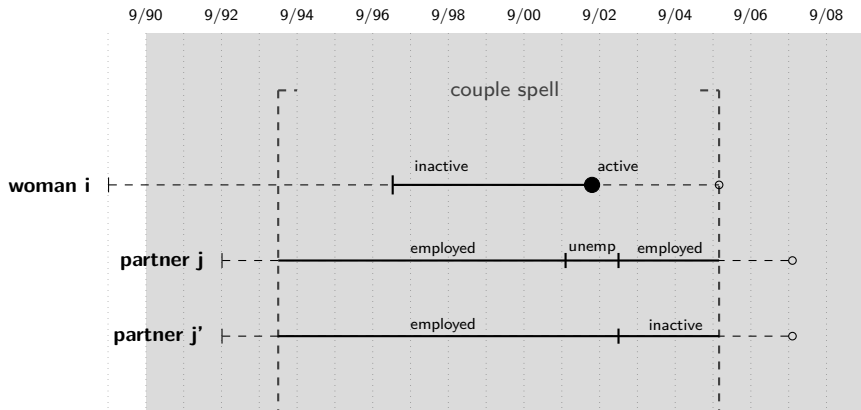 9/90 9/92 9/94 9/96 9/98 9/00 9/02 9/04 9/06 9/08
couple spell
inactive active
woman i
employed unemp employed
partner j
employed inactive
partner j'